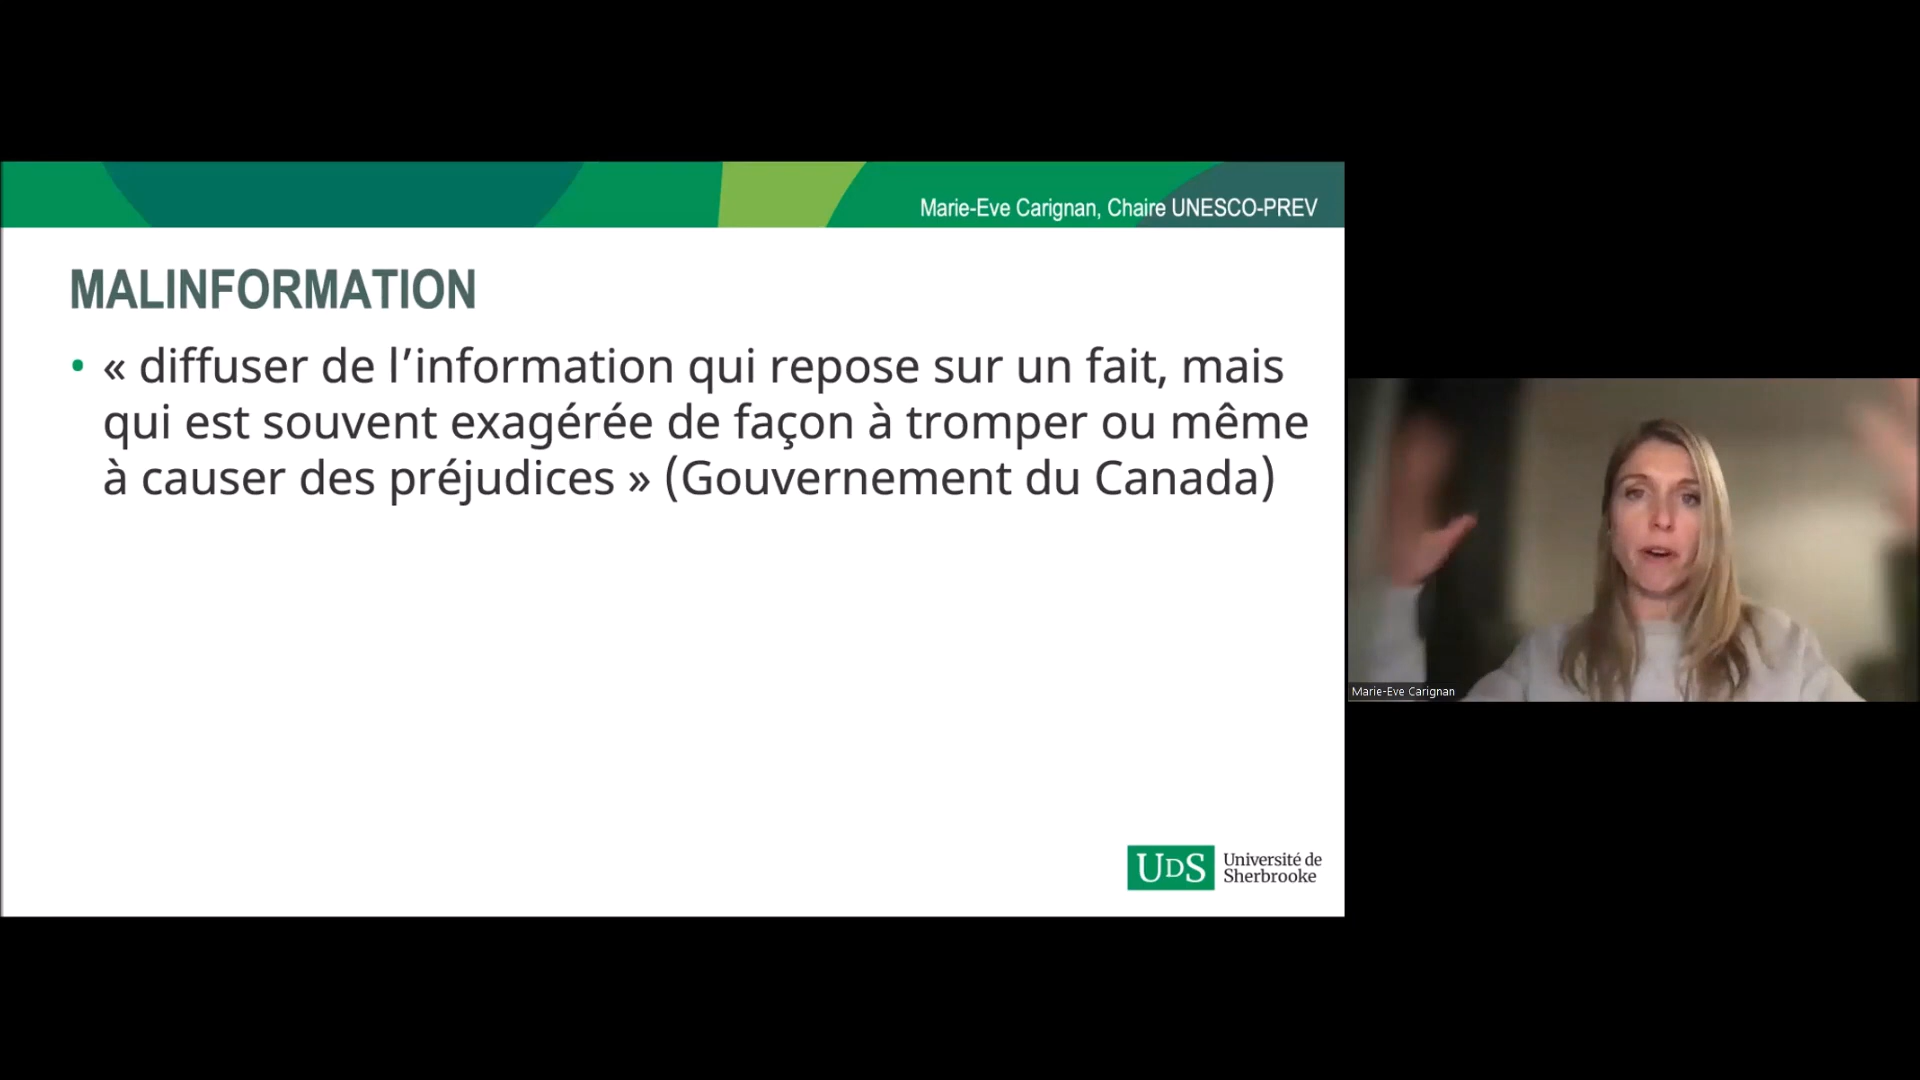 Marie-Eve Carignan, Chaire UNESCO-PREV
MALINFORMATION
• « diffuser de l’information qui repose sur un fait, mais
qui est souvent exagérée de façon à tromper ou même
à causer des préjudices » (Gouvernement du Canada)
Marie-Eve Carignan
UDS Université de
Sherbrooke